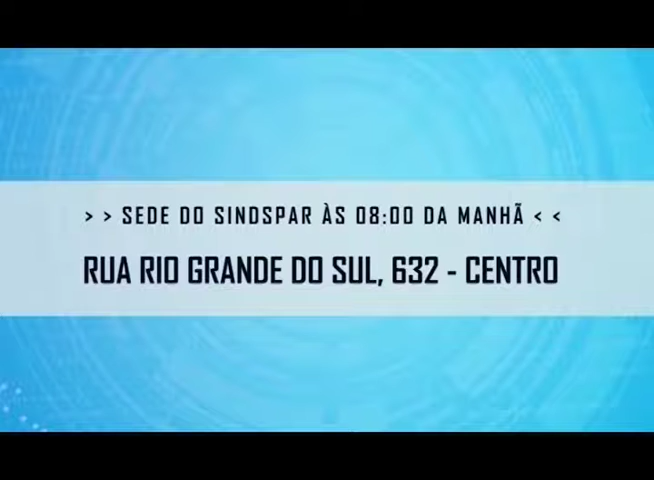 > > SEDE DO SINDSPAR ÀS 08:00 DA MANHÃ < <
RUA RIO GRANDE DO SUL, 632 - CENTRO